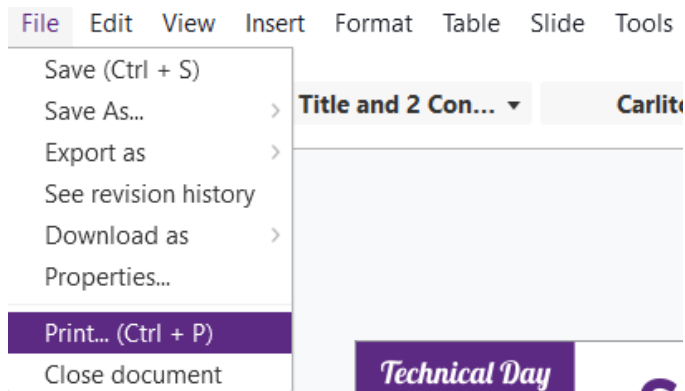 File Edit View Insert Format Table Slide Tools
Save (Ctrl + S)
Save As...
Title and 2 Con...
Export as
See revision history
Download as
Properties...
Print... (Ctrl + P)
Close document
Technical Day